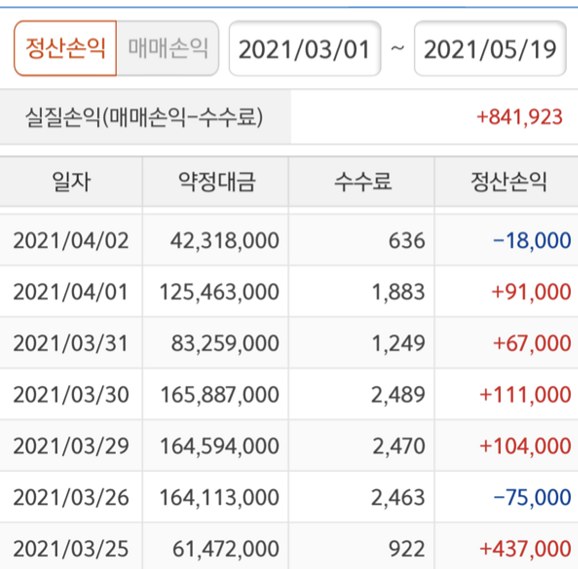 정산손익 매매손익 2021/03/01 ~ 2021/05/19
실질손익(매매손익-수수료) +841,923
일자 약정대금 수수료 정산손익
2021/04/02 42,318,000 636 -18,000
2021/04/01 125,463,000 1,883 +91,000
2021/03/31 83,259,000 1,249 +67,000
2021/03/30 165,887,000 2,489 +111,000
2021/03/29 164,594,000 2,470 +104,000
2021/03/26 164,113,000 2,463 -75,000
2021/03/25 61,472,000 922 +437,000